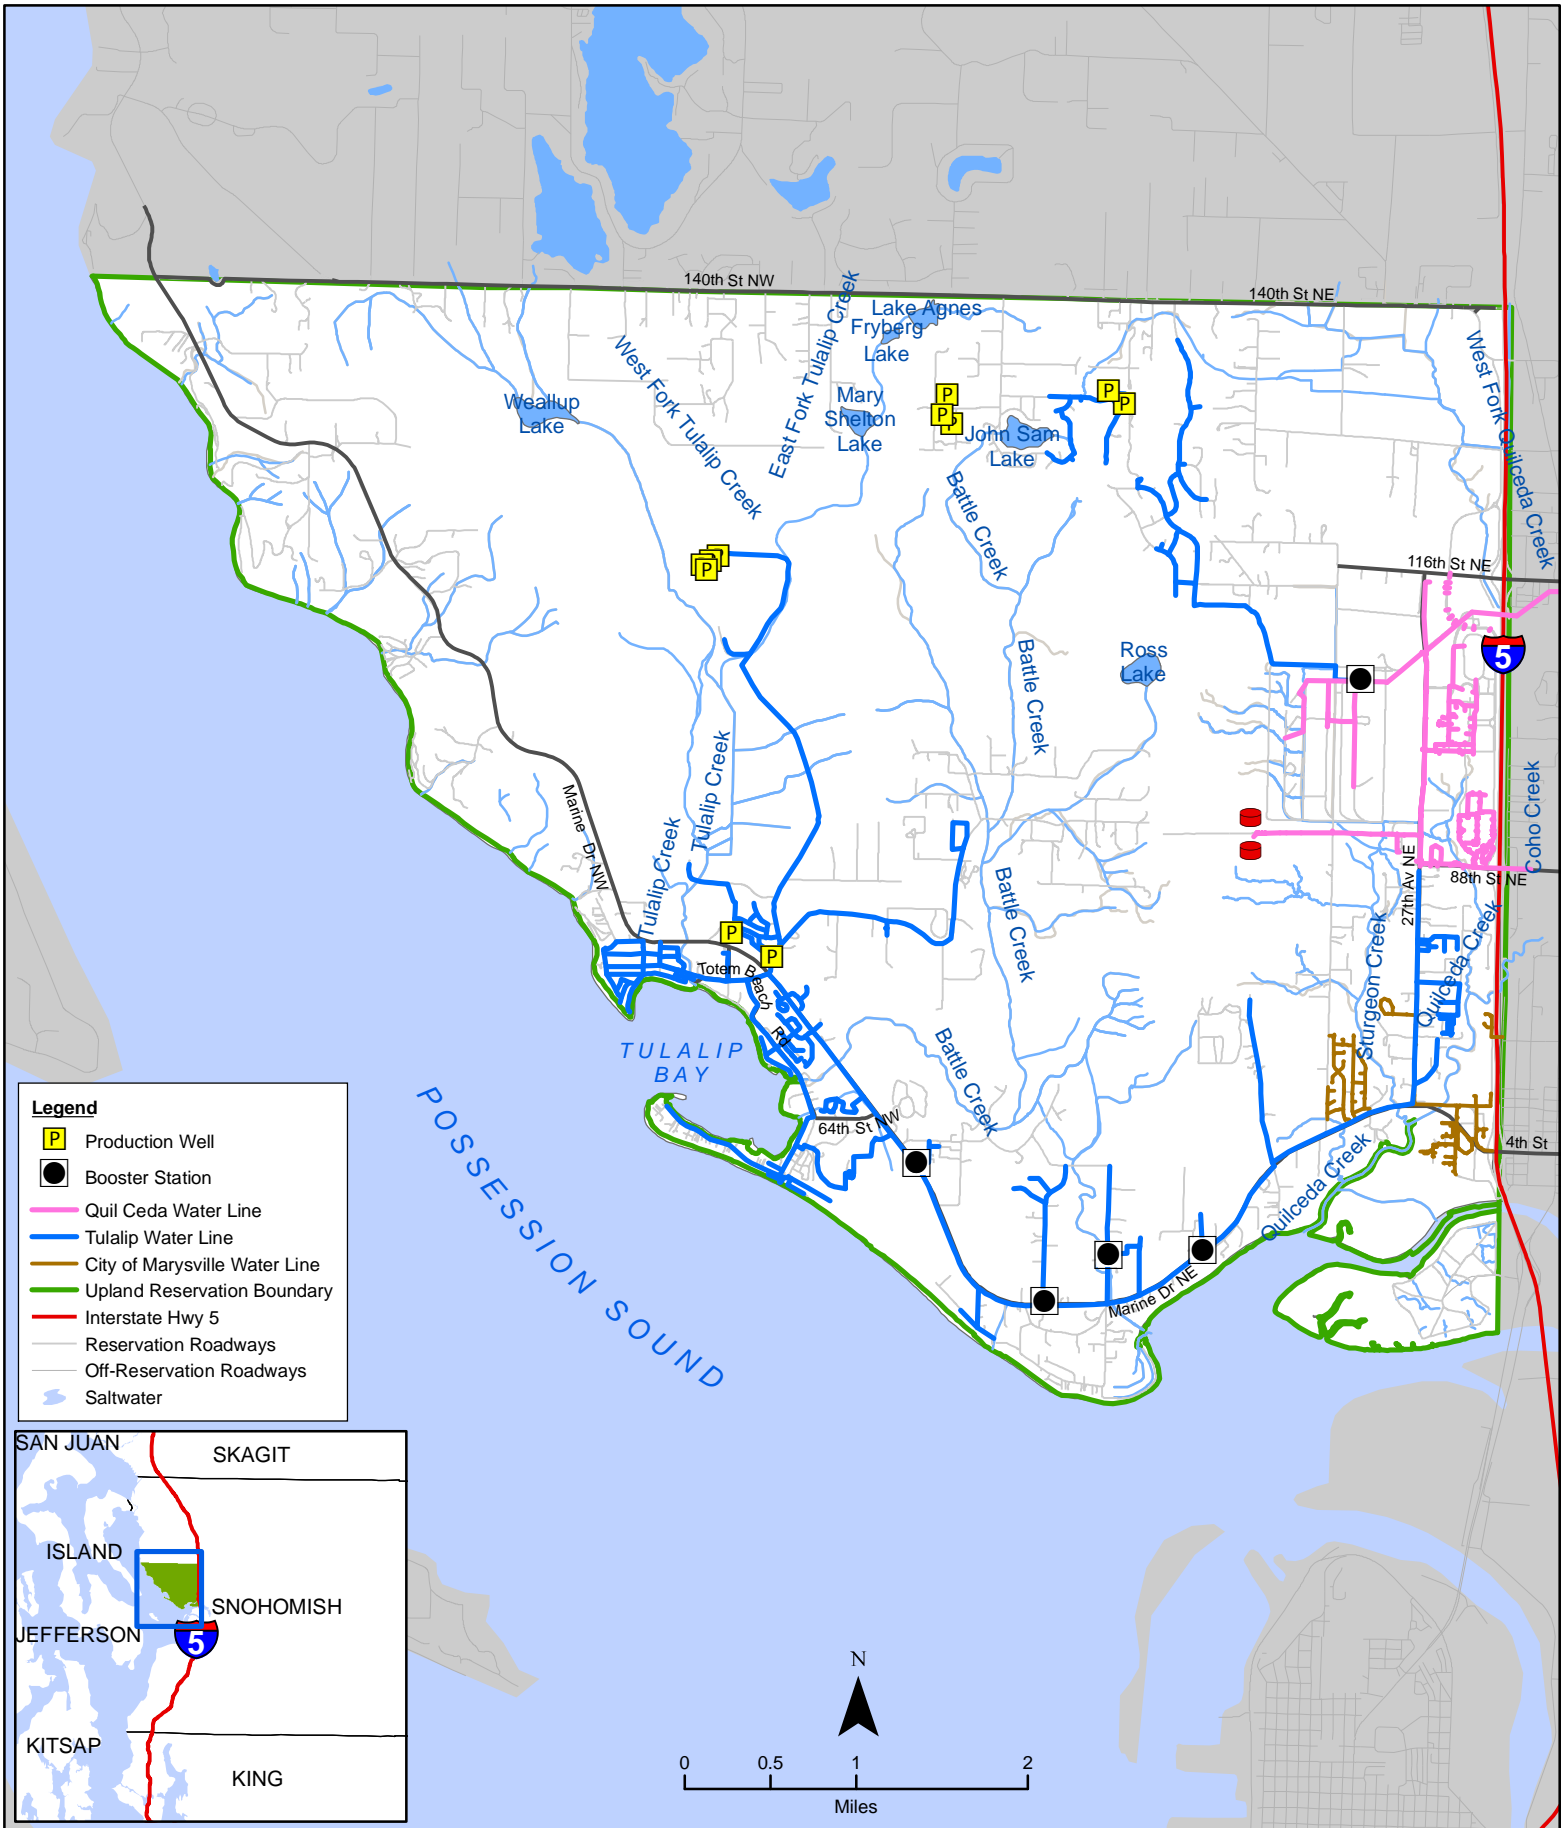 140th St NW
140th St NE
Lake Agnes
Fryberg
Lake
East Fork Tulalip Creek
West Fork Tulalip Creek
West Fork Quilceda Creek
Weallup
Lake
Mary
Shelton
Lake
P
P
P
P
P
John Sam
Lake
Battle Creek
116th St NE
P
P
P
P
Battle Creek
Ross
Lake
5
Tulalip Creek
Marine Dr NW
Tulalip Creek
Coho Creek
27th Av NE
88th St NE
Battle Creek
Sturgeon Creek
Quilceda Creek
P
P
Totem Beach
Rd
TULALIP
BAY
Battle Creek
64th St NW
4th St
Quilceda Creek
Marine Dr NE
POSSESSION SOUND
Legend
P Production Well
Booster Station
Quil Ceda Water Line
Tulalip Water Line
City of Marysville Water Line
Upland Reservation Boundary
Interstate Hwy 5
Reservation Roadways
Off-Reservation Roadways
Saltwater
SAN JUAN
SKAGIT
ISLAND
SNOHOMISH
JEFFERSON
5
KITSAP
KING
N
0 0.5 1 2
Miles